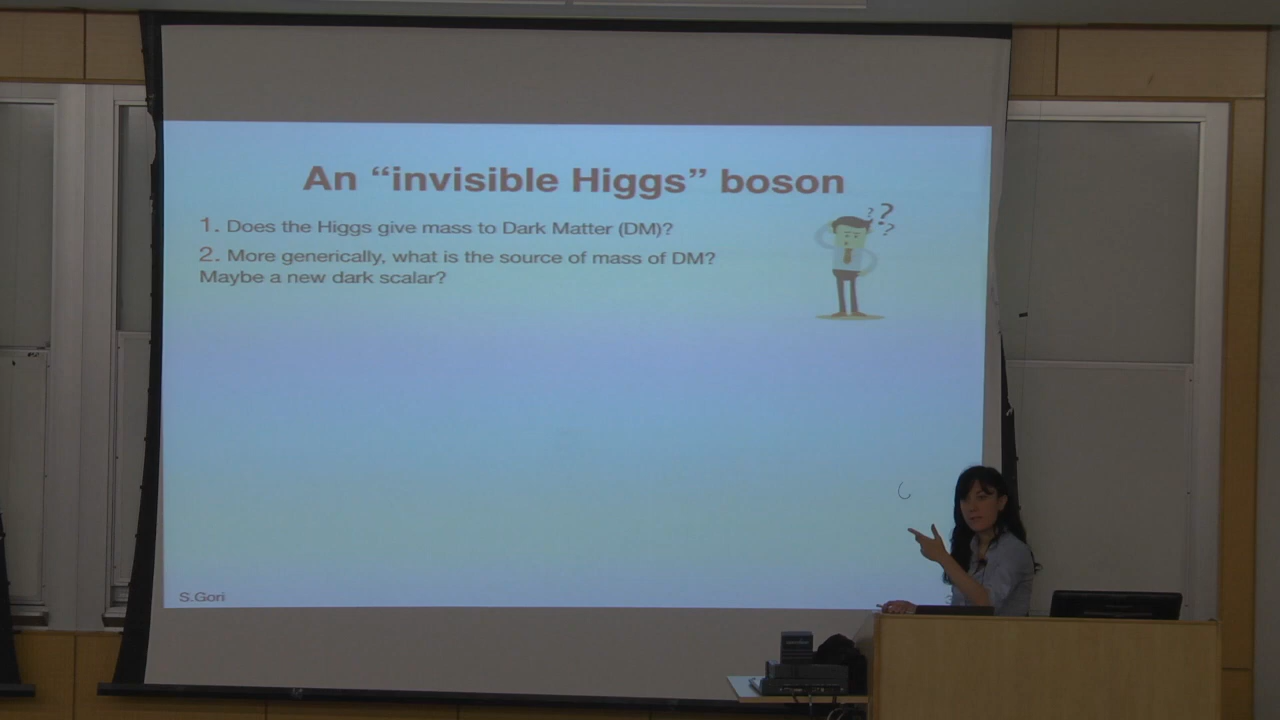 An “invisible Higgs” boson
? ? ?
1. Does the Higgs give mass to Dark Matter (DM)?
2. More generically, what is the source of mass of DM?
Maybe a new dark scalar?
S.Gori